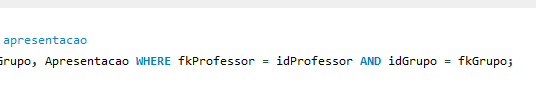 apresentacao
Grupo, Apresentacao WHERE fkProfessor = idProfessor AND idGrupo = fkGrupo;